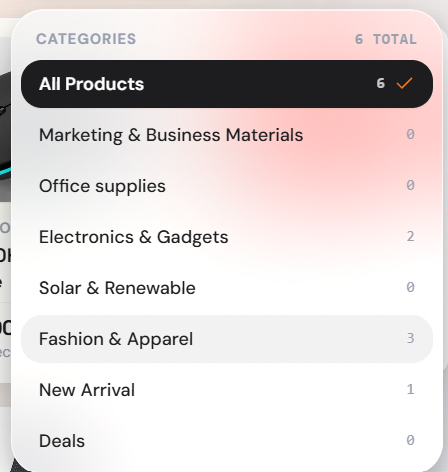 CATEGORIES 6 TOTAL
All Products 6
Marketing & Business Materials 0
Office supplies 0
Electronics & Gadgets 2
Solar & Renewable 0
Fashion & Apparel 3
New Arrival 1
Deals 0